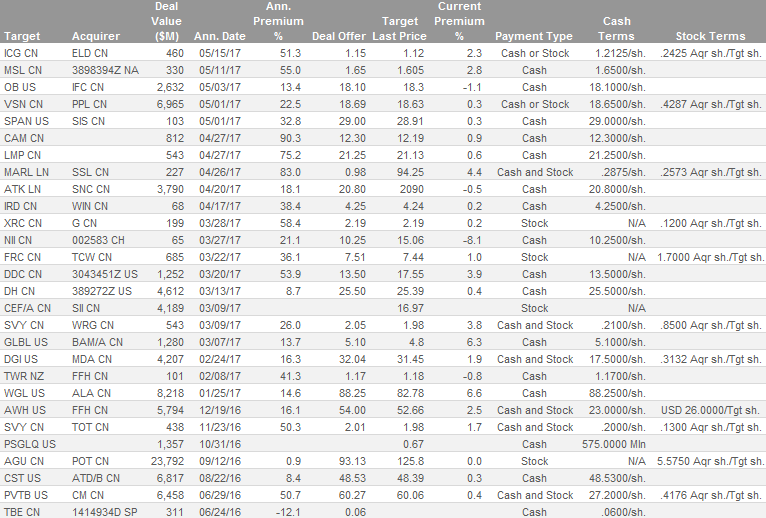 Deal Ann. Target Current
Value Premium Target Premium Cash
Target Acquirer ($M) Ann. Date % Deal Offer Last Price % Payment Type Terms Stock Terms
ICG CN ELD CN 460 05/15/17 51.3 1.15 1.12 2.3 Cash or Stock 1.2125/sh. .2425 Aqr sh./Tgt sh.
MSL CN 3898394Z NA 330 05/11/17 55.0 1.65 1.605 2.8 Cash 1.6500/sh.
OB US IFC CN 2,632 05/03/17 13.4 18.10 18.3 -1.1 Cash 18.1000/sh.
VSN CN PPL CN 6,965 05/01/17 22.5 18.69 18.63 0.3 Cash or Stock 18.6500/sh. .4287 Aqr sh./Tgt sh.
SPAN US SIS CN 103 05/01/17 32.8 29.00 28.91 0.3 Cash 29.0000/sh.
CAM CN 812 04/27/17 90.3 12.30 12.19 0.9 Cash 12.3000/sh.
LMP CN 543 04/27/17 75.2 21.25 21.13 0.6 Cash 21.2500/sh.
MARL LN SSL CN 227 04/26/17 83.0 0.98 94.25 4.4 Cash and Stock .2875/sh. .2573 Aqr sh./Tgt sh.
ATK LN SNC CN 3,790 04/20/17 18.1 20.80 2090 -0.5 Cash 20.8000/sh.
IRD CN WIN CN 68 04/17/17 38.4 4.25 4.24 0.2 Cash 4.2500/sh.
XRC CN G CN 199 03/28/17 58.4 2.19 2.19 0.2 Stock N/A .1200 Aqr sh./Tgt sh.
NII CN 002583 CH 65 03/27/17 21.1 10.25 15.06 -8.1 Cash 10.2500/sh.
FRC CN TCW CN 685 03/22/17 36.1 7.51 7.44 1.0 Stock N/A 1.7000 Aqr sh./Tgt sh.
DDC CN 3043451Z US 1,252 03/20/17 53.9 13.50 17.55 3.9 Cash 13.5000/sh.
DH CN 389272Z US 4,612 03/13/17 8.7 25.50 25.39 0.4 Cash 25.5000/sh.
CEF/A CN SII CN 4,189 03/09/17 16.97 Stock N/A
SVY CN WRG CN 543 03/09/17 26.0 2.05 1.98 3.8 Cash and Stock .2100/sh. .8500 Aqr sh./Tgt sh.
GLBL US BAM/A CN 1,280 03/07/17 13.7 5.10 4.8 6.3 Cash 5.1000/sh.
DGI US MDA CN 4,207 02/24/17 16.3 32.04 31.45 1.9 Cash and Stock 17.5000/sh. .3132 Aqr sh./Tgt sh.
TWR NZ FFH CN 101 02/08/17 41.3 1.17 1.18 -0.8 Cash 1.1700/sh.
WGL US ALA CN 8,218 01/25/17 14.6 88.25 82.78 6.6 Cash 88.2500/sh.
AWH US FFH CN 5,794 12/19/16 16.1 54.00 52.66 2.5 Cash and Stock 23.0000/sh. USD 26.0000/Tgt sh.
SVY CN TOT CN 438 11/23/16 50.3 2.01 1.98 1.7 Cash and Stock .2000/sh. .1300 Aqr sh./Tgt sh.
PSGLQ US 1,357 10/31/16 0.67 Cash 575.0000 Mln
AGU CN POT CN 23,792 09/12/16 0.9 93.13 125.8 0.0 Stock N/A 5.5750 Aqr sh./Tgt sh.
CST US ATD/B CN 6,817 08/22/16 8.4 48.53 48.39 0.3 Cash 48.5300/sh.
PVTB US CM CN 6,458 06/29/16 50.7 60.27 60.06 0.4 Cash and Stock 27.2000/sh. .4176 Aqr sh./Tgt sh.
TBE CN 1414934D SP 311 06/24/16 -12.1 0.06 Cash .0600/sh.